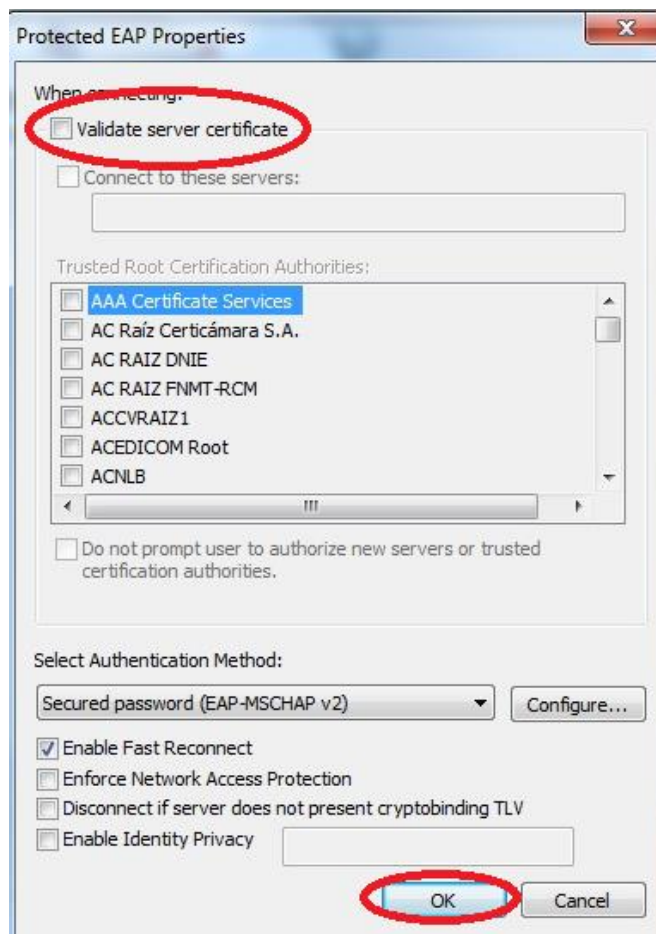 Protected EAP Properties
When connecting:
Validate server certificate
Connect to these servers:
Trusted Root Certification Authorities:
AAA Certificate Services
AC Raíz Certicámara S.A.
AC RAIZ DNIE
AC RAIZ FNMT-RCM
ACCVRAIZ1
ACEDICOM Root
ACNLB
Do not prompt user to authorize new servers or trusted
certification authorities.
Select Authentication Method:
Secured password (EAP-MSCHAP v2)
Configure...
Enable Fast Reconnect
Enforce Network Access Protection
Disconnect if server does not present cryptobinding TLV
Enable Identity Privacy
OK
Cancel